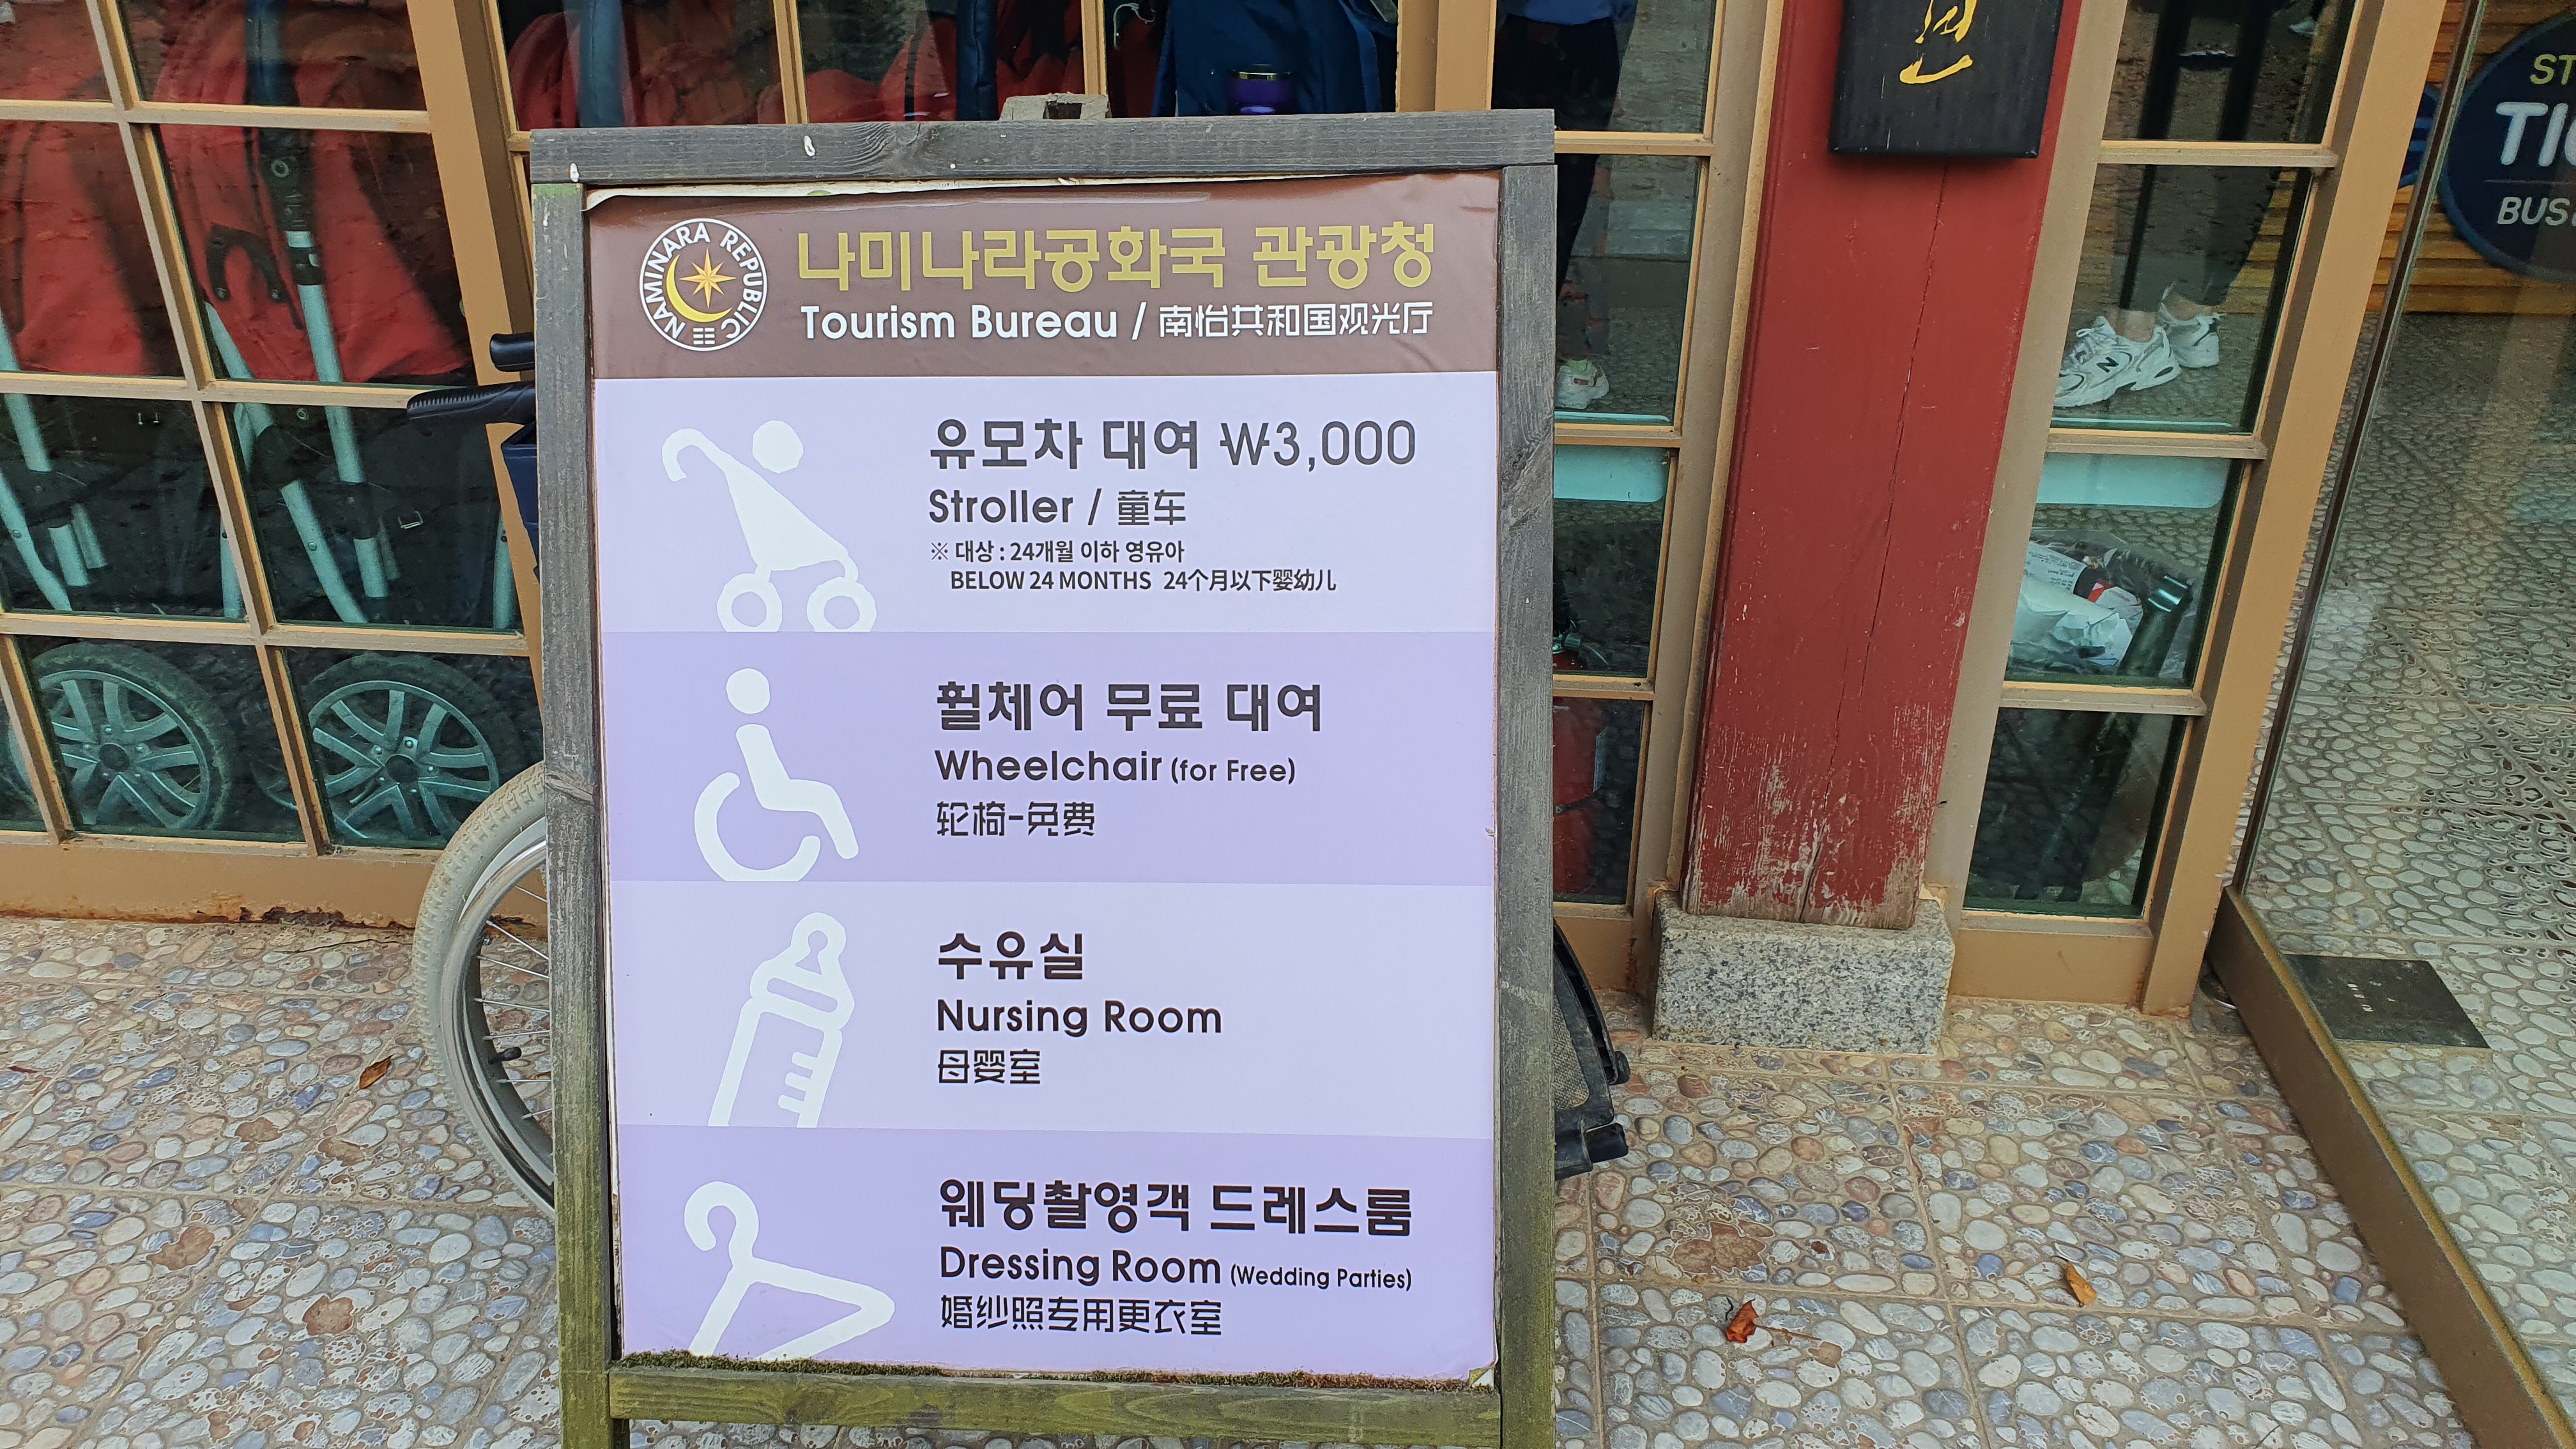 NAMINARA REPUBLIC
나미나라공화국 관광청
Tourism Bureau / 南怡共和国观光厅
유모차 대여 ₩3,000
Stroller / 童车
※ 대상 : 24개월 이하 영유아
BELOW 24 MONTHS 24个月以下婴幼儿
휠체어 무료 대여
Wheelchair (for Free)
轮椅-免费
수유실
Nursing Room
母婴室
웨딩촬영객 드레스룸
Dressing Room (Wedding Parties)
婚纱照专用更衣室
N
BUS